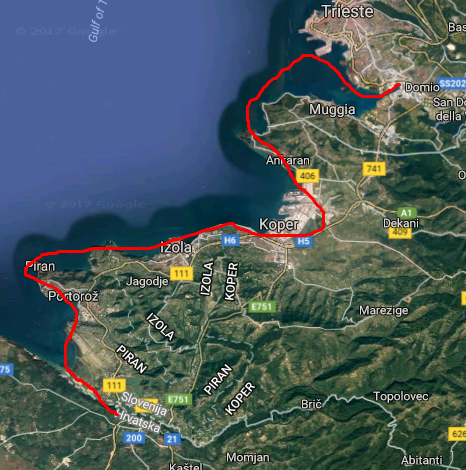 Trieste
© 2017 Google
Gulf of T
Bas
Domio
SS202
San Do
della V
Muggia
Ankaran
406
741
© 2017 Google
Koper
A1
Dekani
409
Izola
H6
H5
Piran
111
Jagodje
IZOLA
KOPER
Portorož
E751
Marezige
IZOLA
PIRAN
75
111
PIRAN
KOPER
E751
Slovenija
Hrvatska
Brič
Topolovec
200
21
626
Abitanti
Momjan
Kaštel